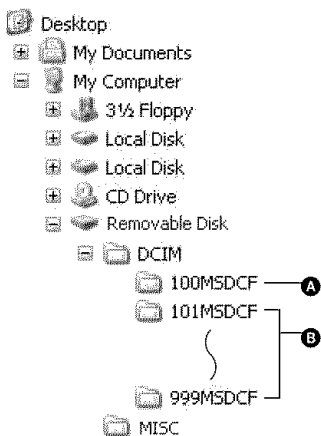 Desktop
My Documents
My Computer
3½ Floppy
Local Disk
Local Disk
CD Drive
Removable Disk
DCIM
100MSDCF
A
101MSDCF
B
999MSDCF
MISC